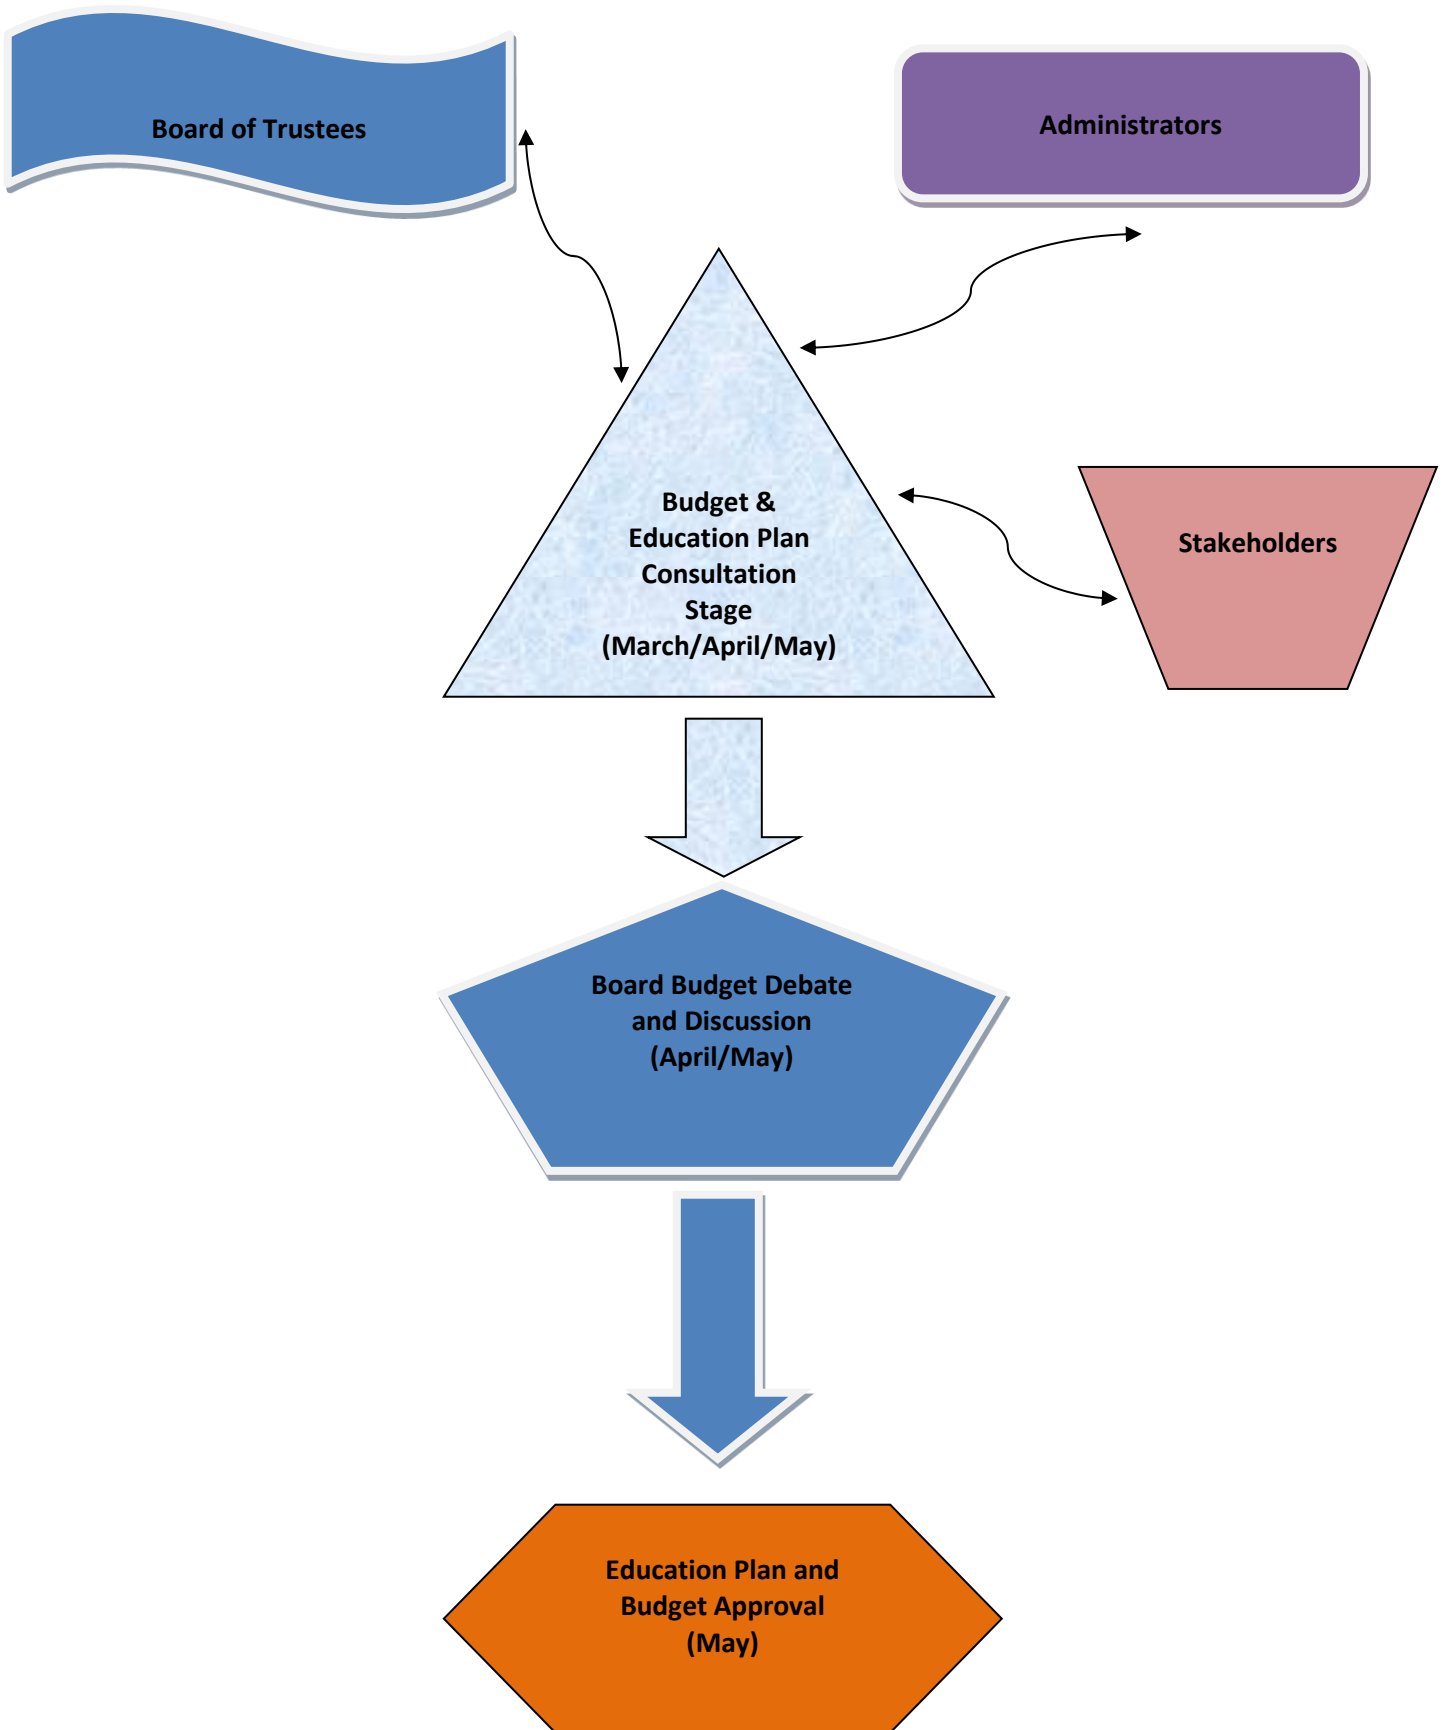 Board of Trustees
Administrators
Budget &
Education Plan
Consultation
Stage
(March/April/May)
Stakeholders
Board Budget Debate
and Discussion
(April/May)
Education Plan and
Budget Approval
(May)